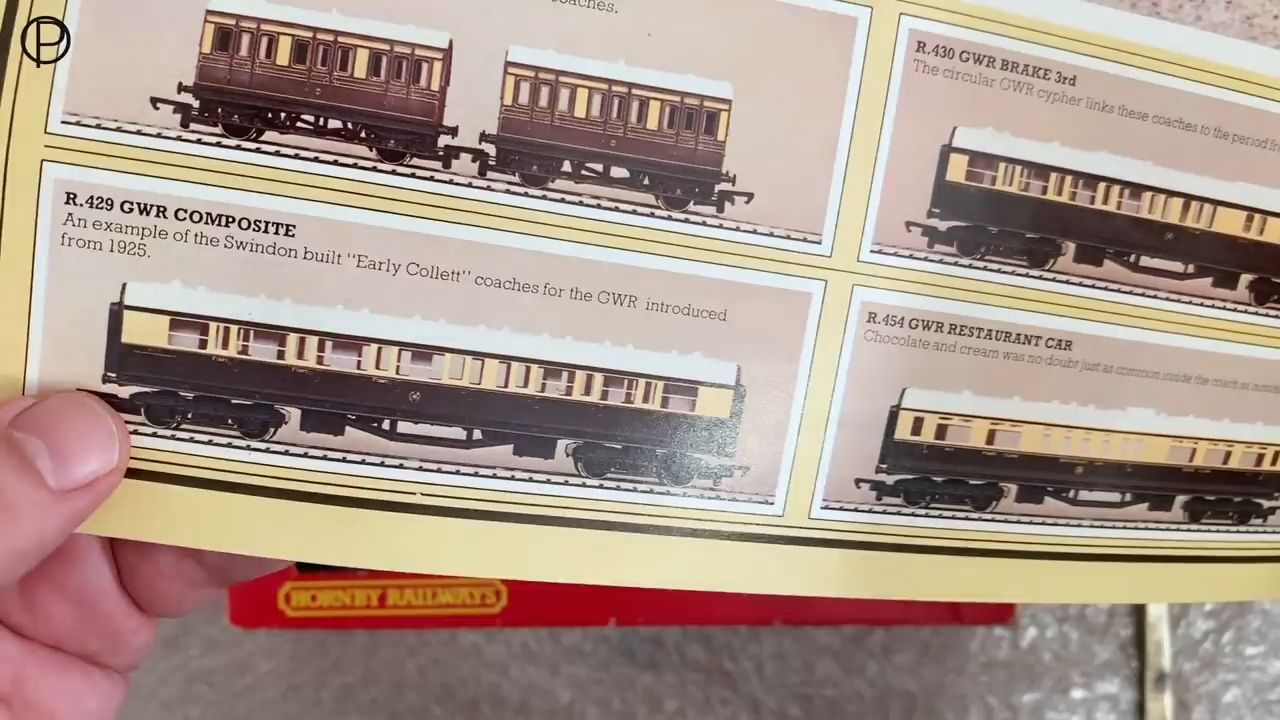 oaches.
R.430 GWR BRAKE 3rd
The circular GWR cypher links these coaches to the period fr
R.429 GWR COMPOSITE
An example of the Swindon built "Early Collett" coaches for the GWR introduced
from 1925.
R.454 GWR RESTAURANT CAR
Chocolate and cream was no doubt just as common inside the coach as
HORNBY RAILWAYS